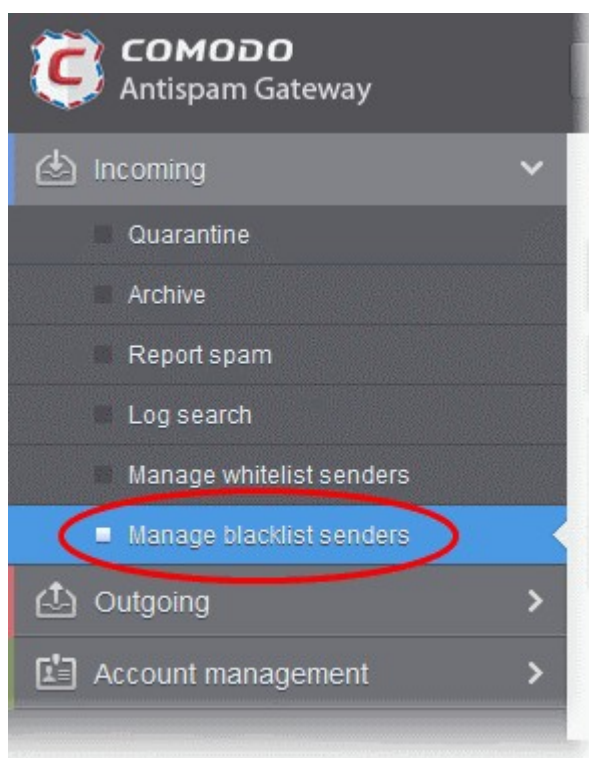 C COMODO
Antispam Gateway
Incoming
Quarantine
Archive
Report spam
Log search
Manage whitelist senders
Manage blacklist senders
Outgoing
Account management